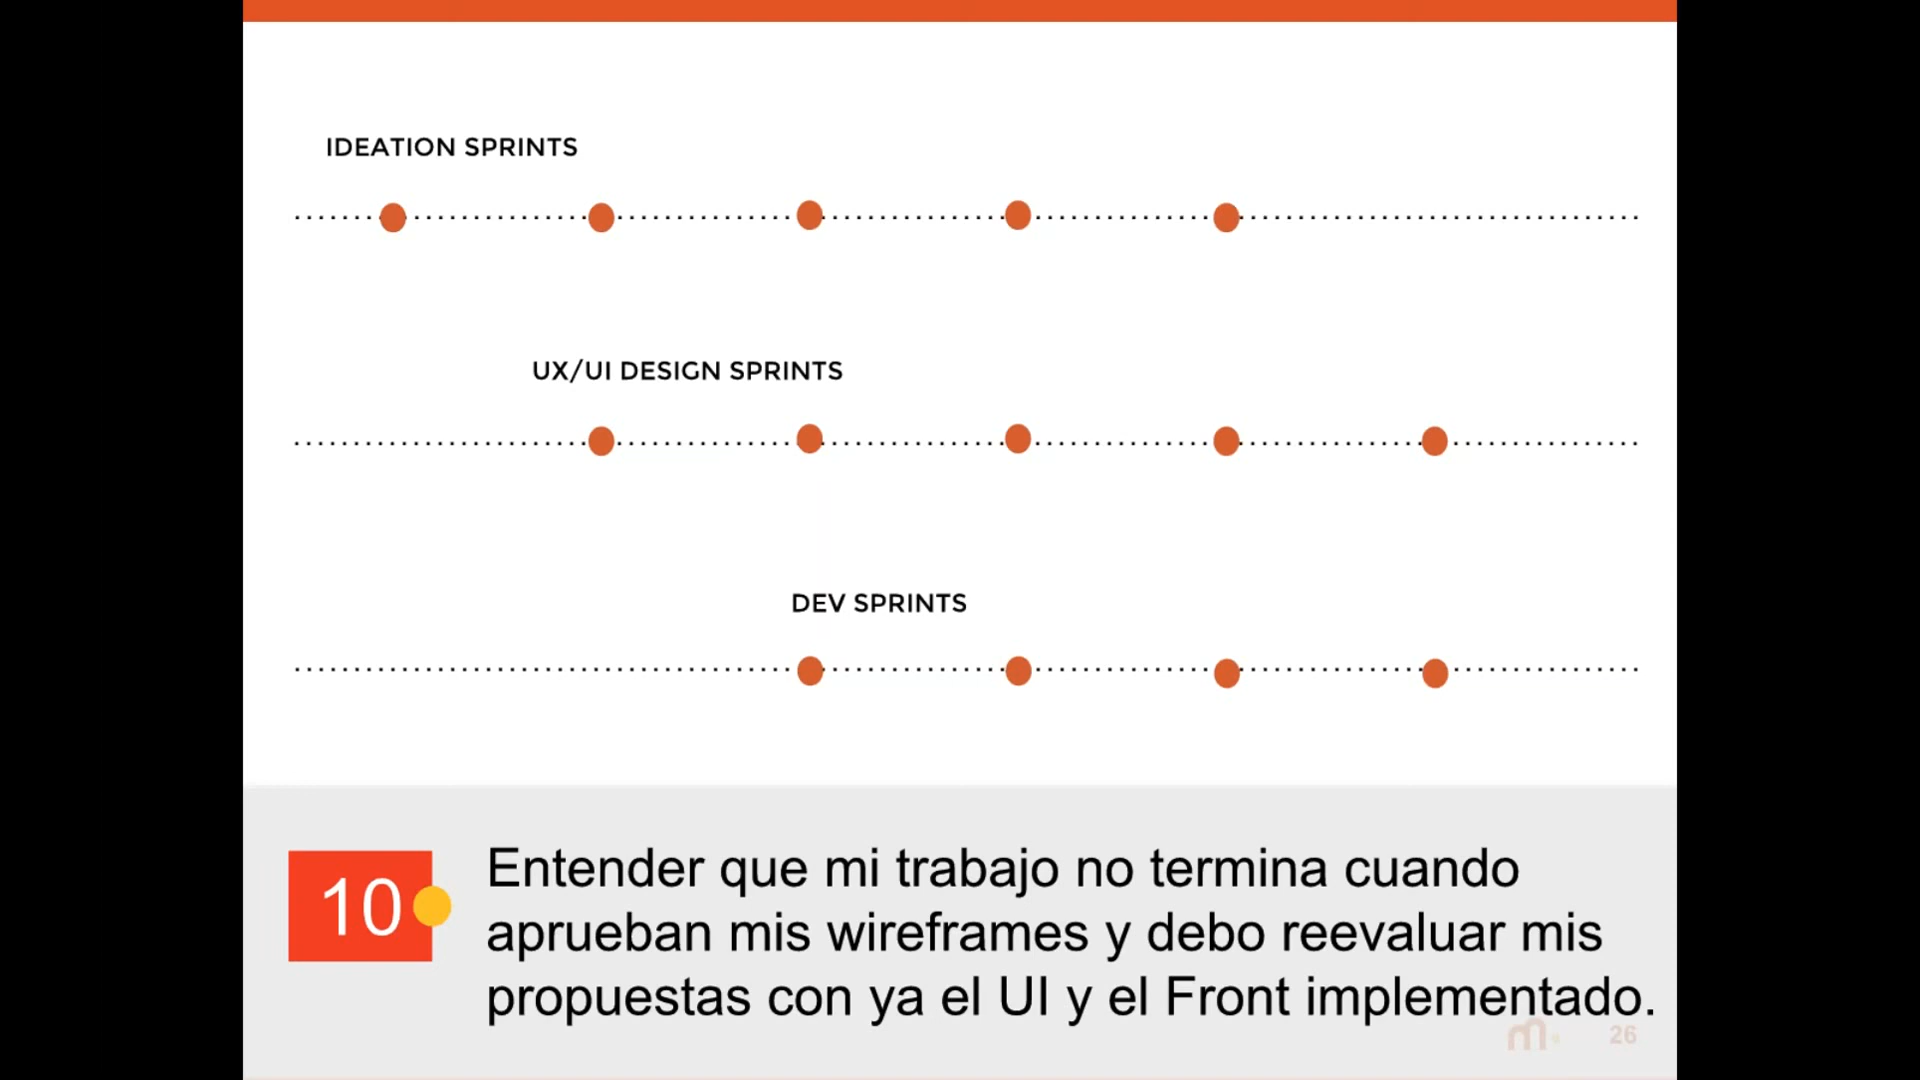 IDEATION SPRINTS
UX/UI DESIGN SPRINTS
DEV SPRINTS
10
Entender que mi trabajo no termina cuando
aprueban mis wireframes y debo reevaluar mis
propuestas con ya el UI y el Front implementado.
m.
26